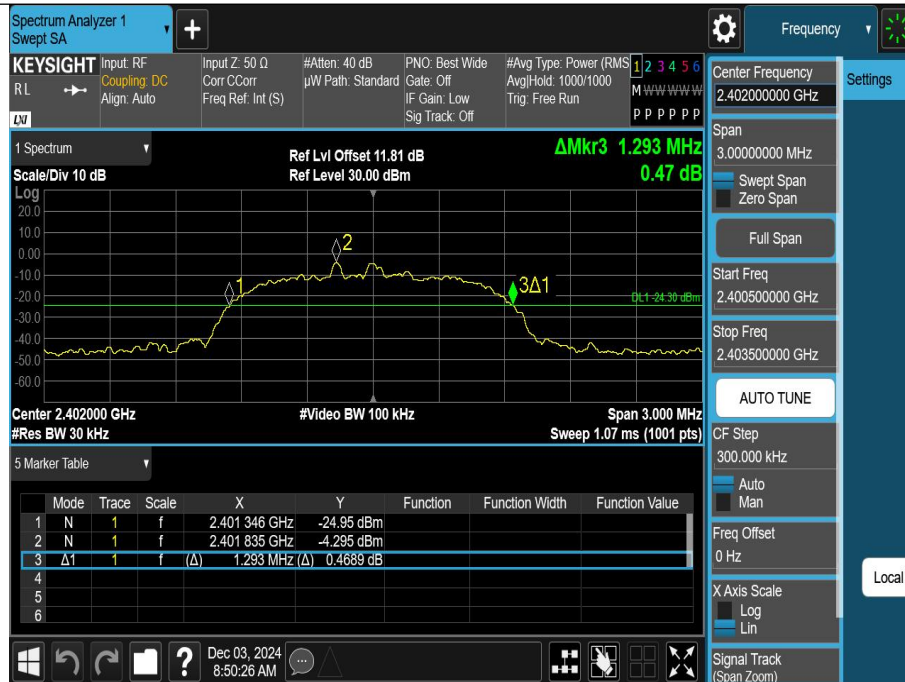 Spectrum Analyzer 1
Swept SA
Frequency
KEYSIGHT
RL
LXI
Input: RF
Coupling: DC
Align: Auto
Input Z: 50 Ω
Corr CCorr
Freq Ref: Int (S)
#Atten: 40 dB
µW Path: Standard
PNO: Best Wide
Gate: Off
IF Gain: Low
Sig Track: Off
#Avg Type: Power (RMS
Avg|Hold: 1000/1000
Trig: Free Run
1 2 3 4 5 6
M W W W W W
P P P P P P
1 Spectrum
Scale/Div 10 dB
Ref Lvl Offset 11.81 dB
Ref Level 30.00 dBm
ΔMkr3 1.293 MHz
0.47 dB
Log
20.0
10.0
0.00
-10.0
-20.0
-30.0
-40.0
-50.0
-60.0
1
2
3Δ1
DL1 -24.30 dBm
Center 2.402000 GHz
#Res BW 30 kHz
#Video BW 100 kHz
Span 3.000 MHz
Sweep 1.07 ms (1001 pts)
5 Marker Table
Mode Trace Scale X Y Function Function Width Function Value
1 N 1 f 2.401 346 GHz -24.95 dBm
2 N 1 f 2.401 835 GHz -4.295 dBm
3 Δ1 1 f (Δ) 1.293 MHz (Δ) 0.4689 dB
4
5
6
Dec 03, 2024
8:50:26 AM
Center Frequency
2.402000000 GHz
Settings
Span
3.00000000 MHz
Swept Span
Zero Span
Full Span
Start Freq
2.400500000 GHz
Stop Freq
2.403500000 GHz
AUTO TUNE
CF Step
300.000 kHz
Auto
Man
Freq Offset
0 Hz
Local
X Axis Scale
Log
Lin
Signal Track
(Span Zoom)